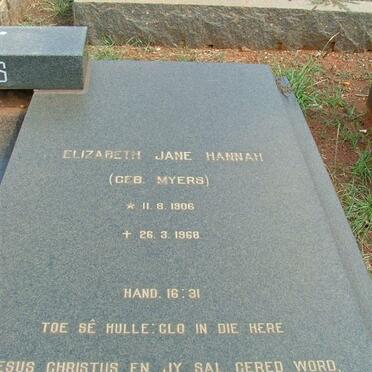 S
ELIZABETH JANE HANNAH
(GEB. MYERS)
* 11. 8. 1906
+ 26. 3. 1968
HAND. 16:31
TOE SÊ HULLE: GLO IN DIE HERE
JESUS CHRISTUS EN JY SAL GERED WORD,